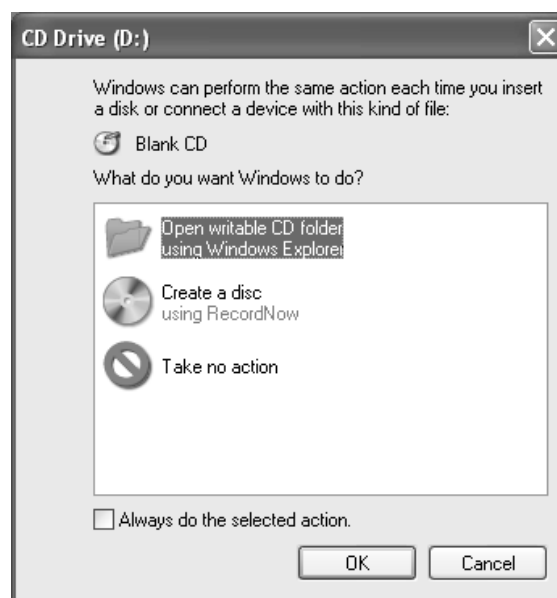 CD Drive (D:)
Windows can perform the same action each time you insert
a disk or connect a device with this kind of file:
Blank CD
What do you want Windows to do?
Open writable CD folder
using Windows Explorer
Create a disc
using RecordNow
Take no action
Always do the selected action.
OK
Cancel